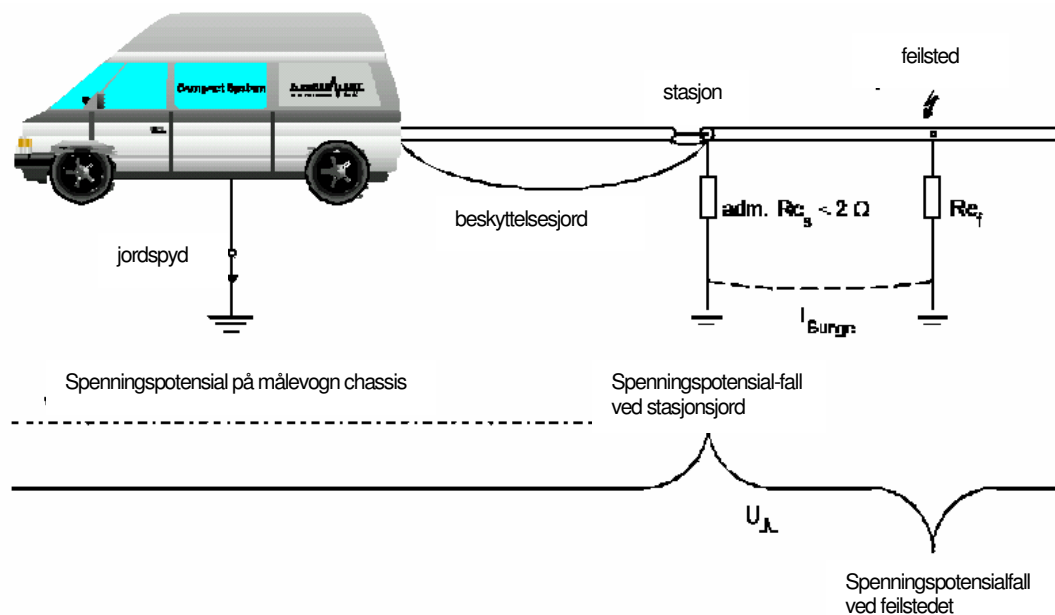 feilsted
stasjon
Compact System
adm. Re_s < 2 Ω
Re_f
beskyttelsesjord
jordspyd
I_Surge
Spenningspotensial på målevogn chassis
Spenningspotensial-fall
ved stasjonsjord
Spenningspotensialfall
ved feilstedet